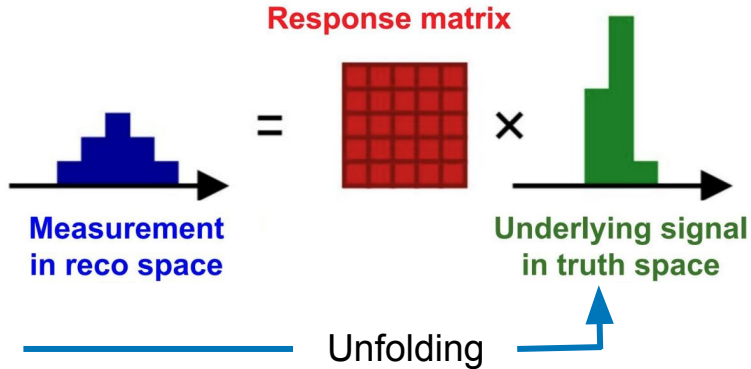 Response matrix
=
×
Measurement
in reco space
Underlying signal
in truth space
Unfolding